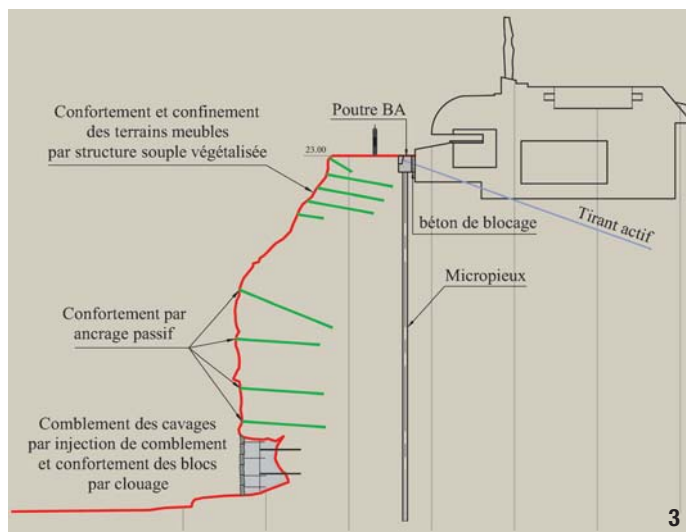 Confortement et confinement
des terrains meubles
par structure souple végétalisée
Poutre BA
23.00
béton de blocage
Tirant actif
Micropieux
Confortement par
ancrage passif
Comblement des cavages
par injection de comblement
et confortement des blocs
par clouage
3